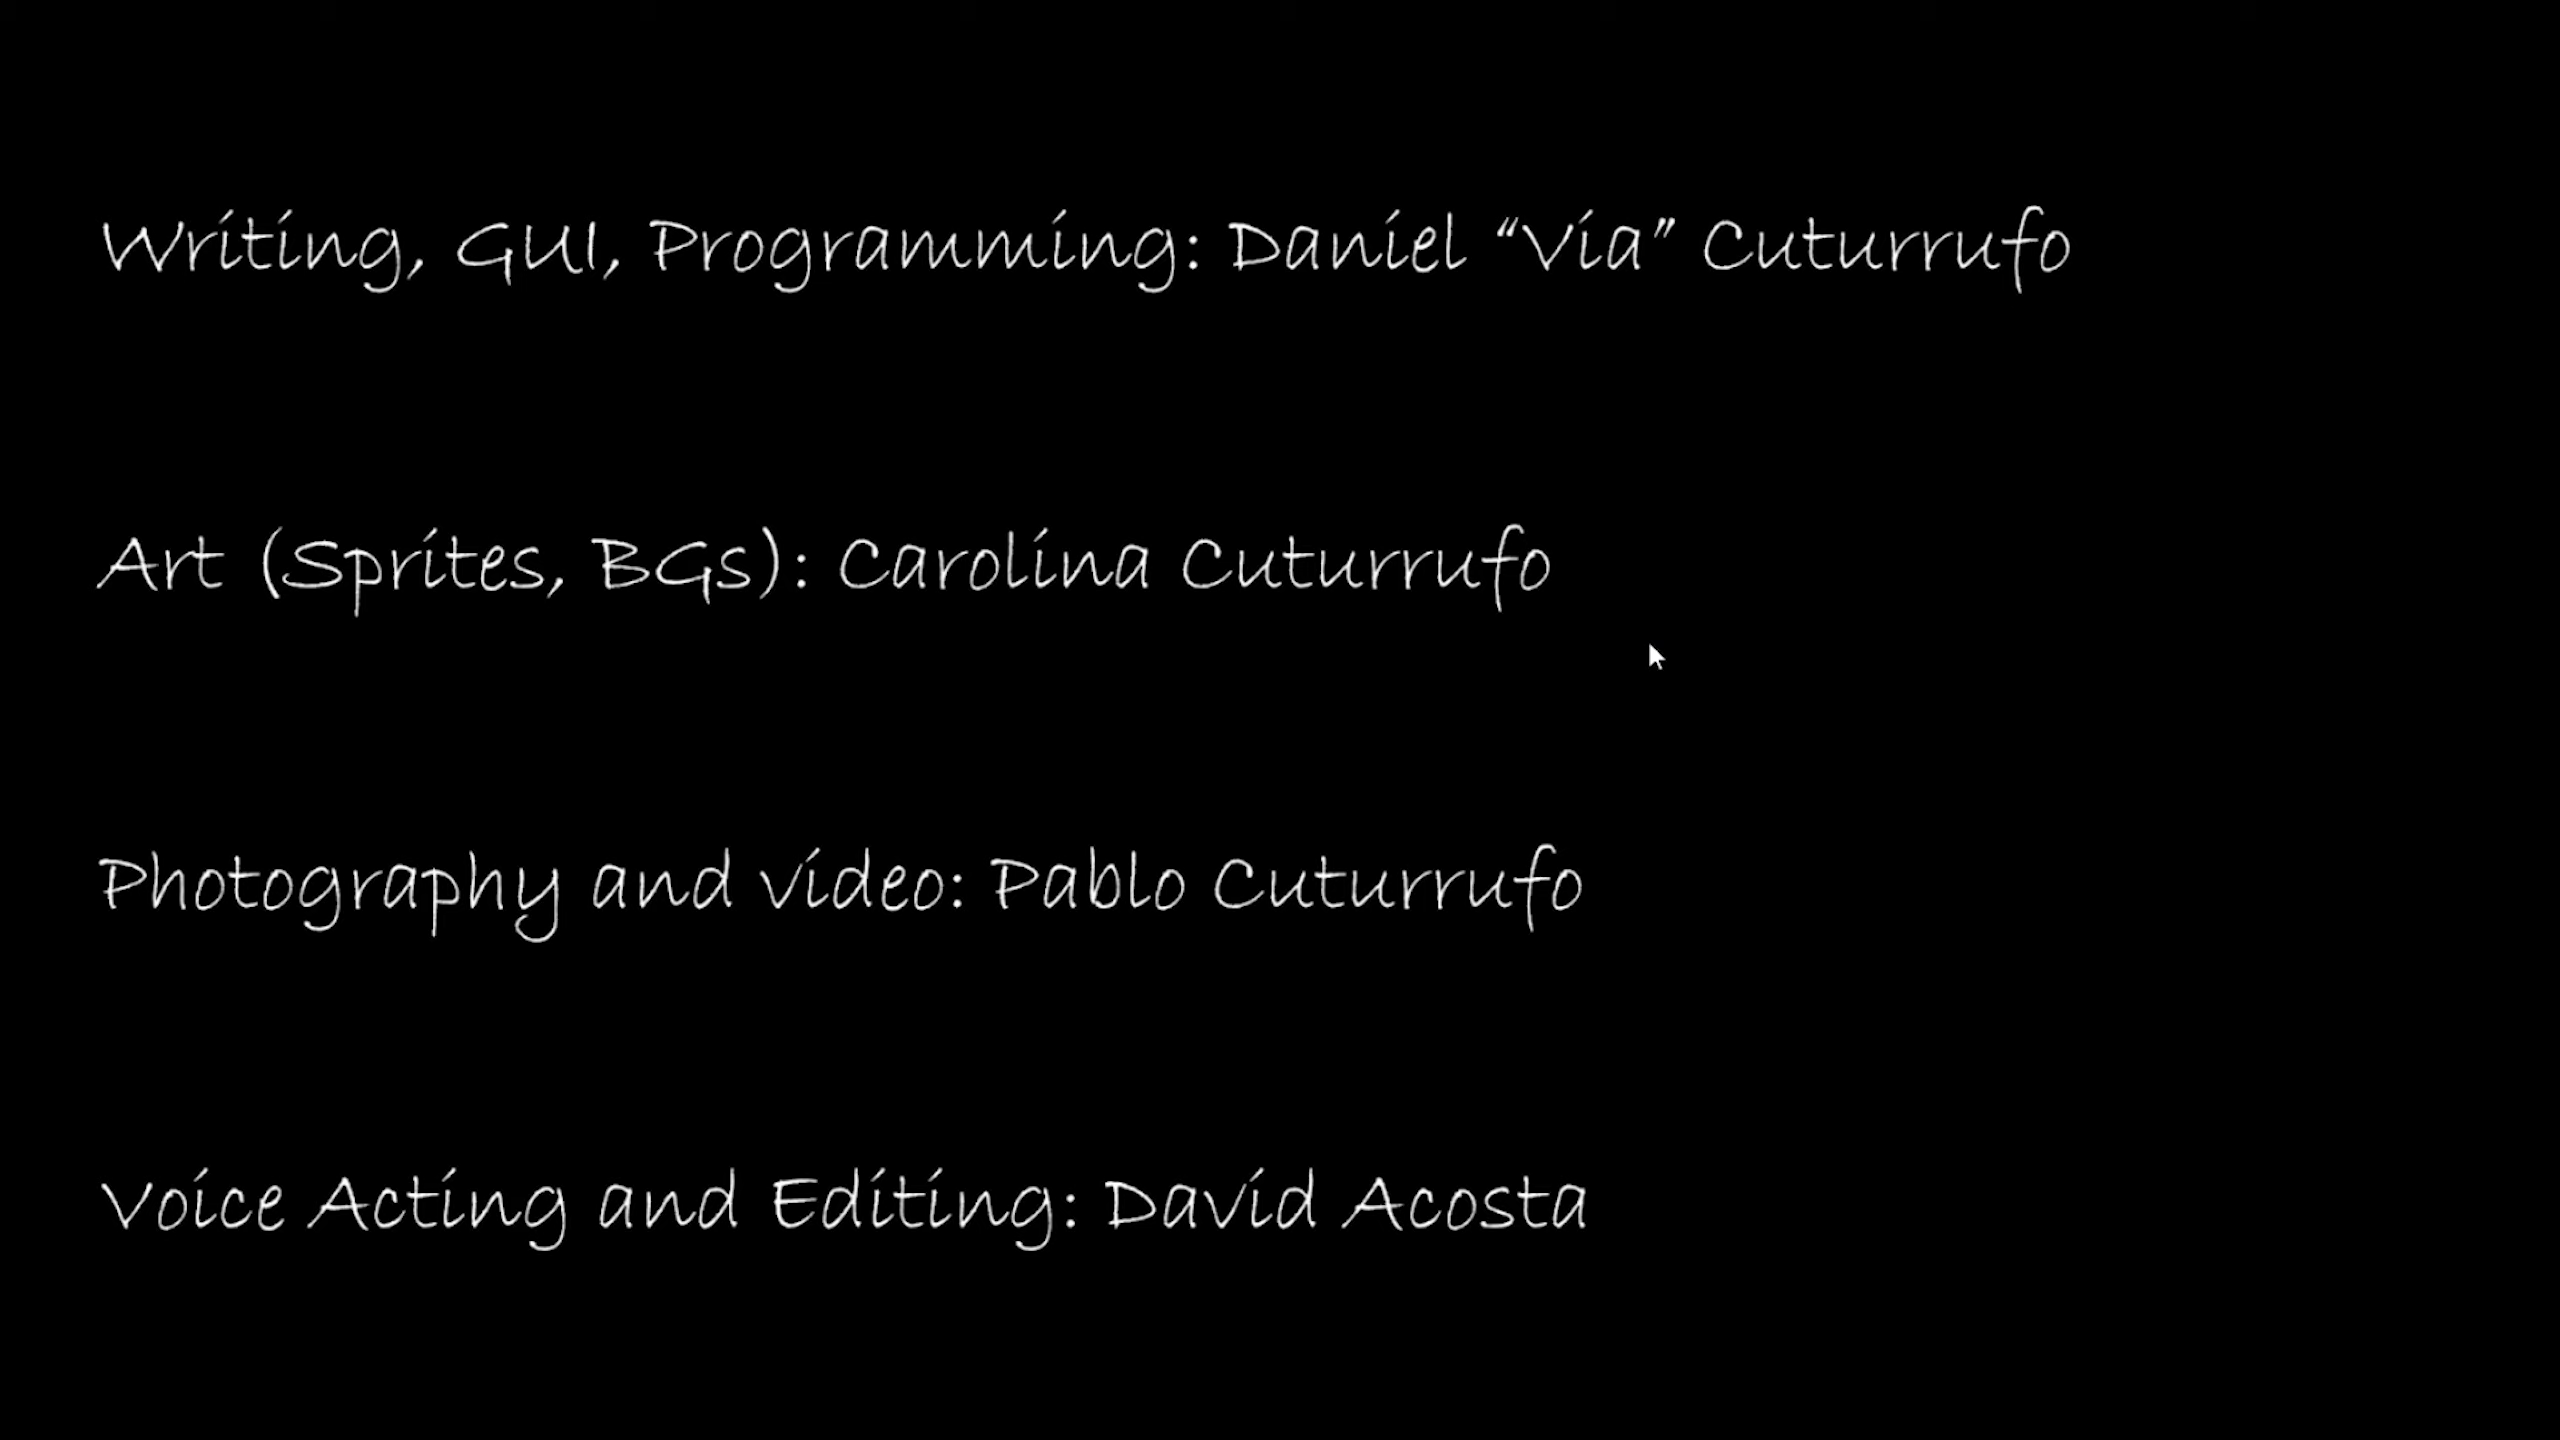 Writing, GUI, Programming: Daniel “Via” Cuturrufo
Art (Sprites, BGs): Carolina Cuturrufo
Photography and video: Pablo Cuturrufo
Voice Acting and Editing: David Acosta